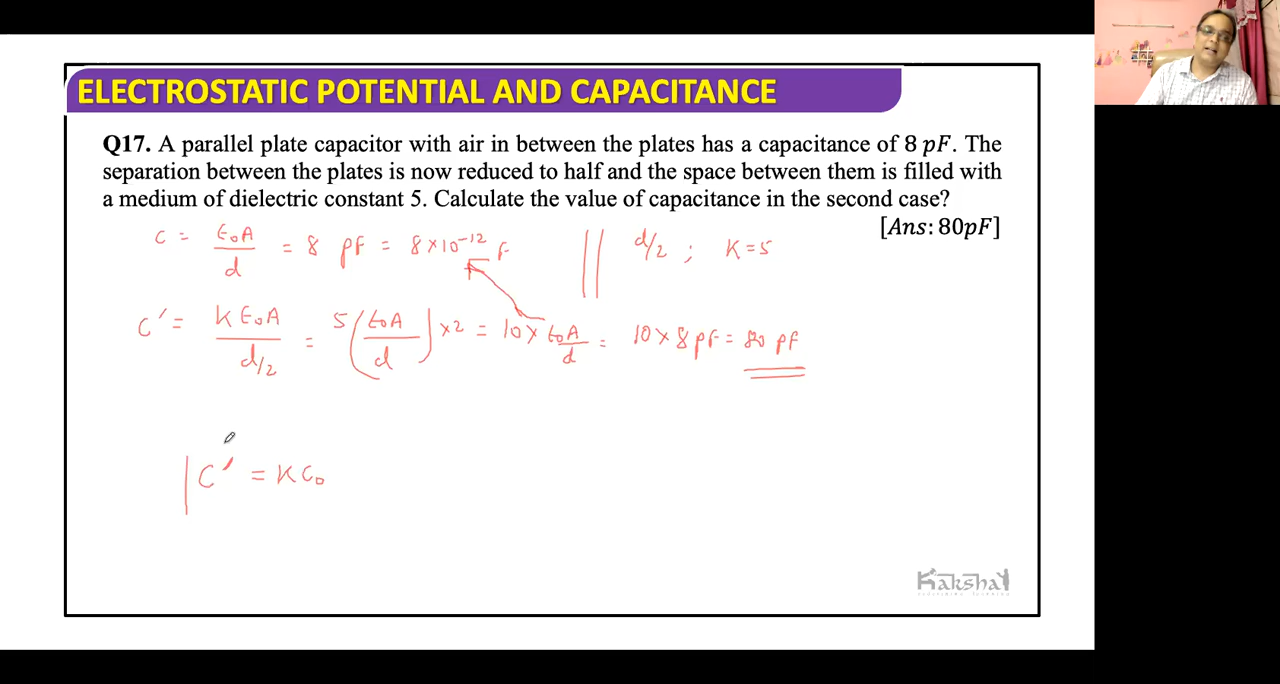 ELECTROSTATIC POTENTIAL AND CAPACITANCE
Q17. A parallel plate capacitor with air in between the plates has a capacitance of 8 pF. The
separation between the plates is now reduced to half and the space between them is filled with
a medium of dielectric constant 5. Calculate the value of capacitance in the second case?
[Ans: 80pF]
C = ε₀A/d = 8 pF = 8×10⁻¹² F || d/2 ; K=5
C' = Kε₀A/(d/2) = 5(ε₀A/d)×2 = 10×ε₀A/d = 10×8 pF = 80 pF
|C' = KC₀
Kaksha